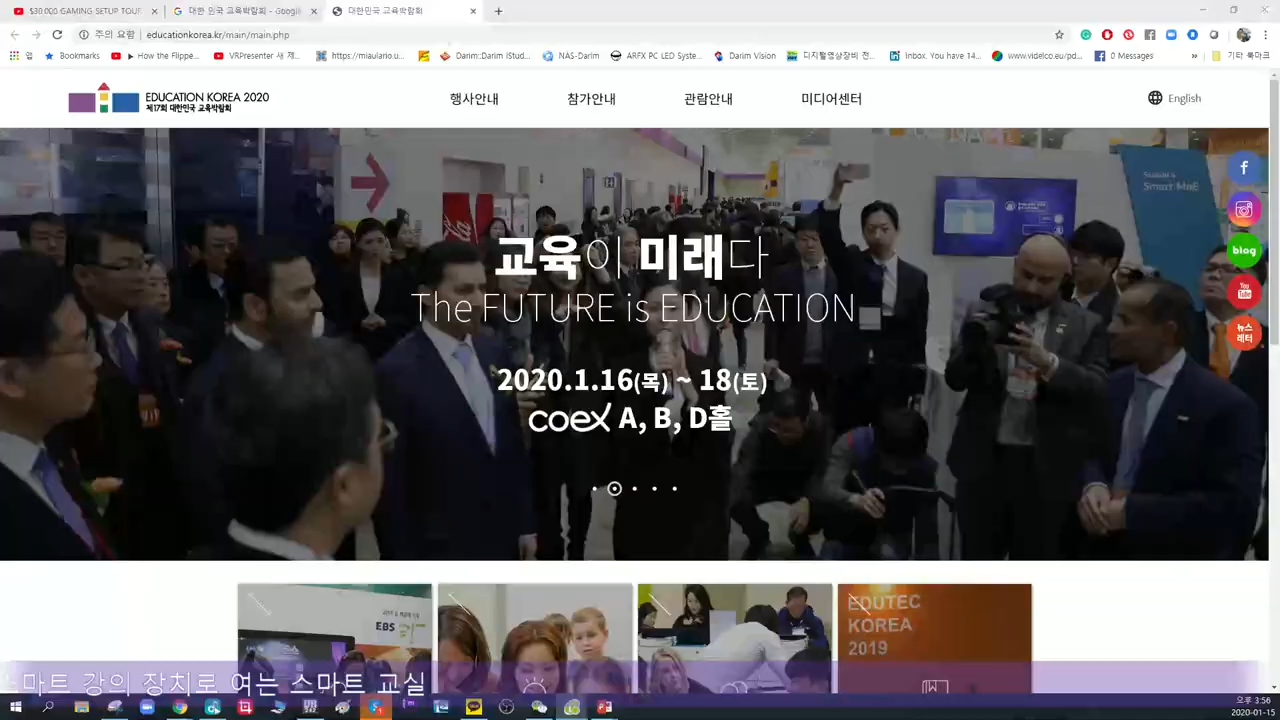 $30,000 GAMING SETUP TOUR
대한 민국 교육박람회 - Google
대한민국 교육박람회
주의 요함
educationkorea.kr/main/main.php
앱
Bookmarks
► How the Flippe...
VRPresenter 새 제...
https://miaulario.u...
Darim::Darim iStud...
NAS-Darim
ARFX PC LED Syste...
Darim Vision
디지털영상장비 전...
Inbox. You have 14...
www.videlco.eu/pd...
0 Messages
»
기타 북마크
EDUCATION KOREA 2020
제17회 대한민국 교육박람회
행사안내
참가안내
관람안내
미디어센터
English
Smart MoE
교육이 미래다
The FUTURE is EDUCATION
2020.1.16(목) ~ 18(토)
coex A, B, D홀
f
blog
You
Tube
뉴스
레터
EBS
EDUTEC
KOREA
2019
스마트 강의 장치로 여는 스마트 교실
오후 3:56
2020-01-15